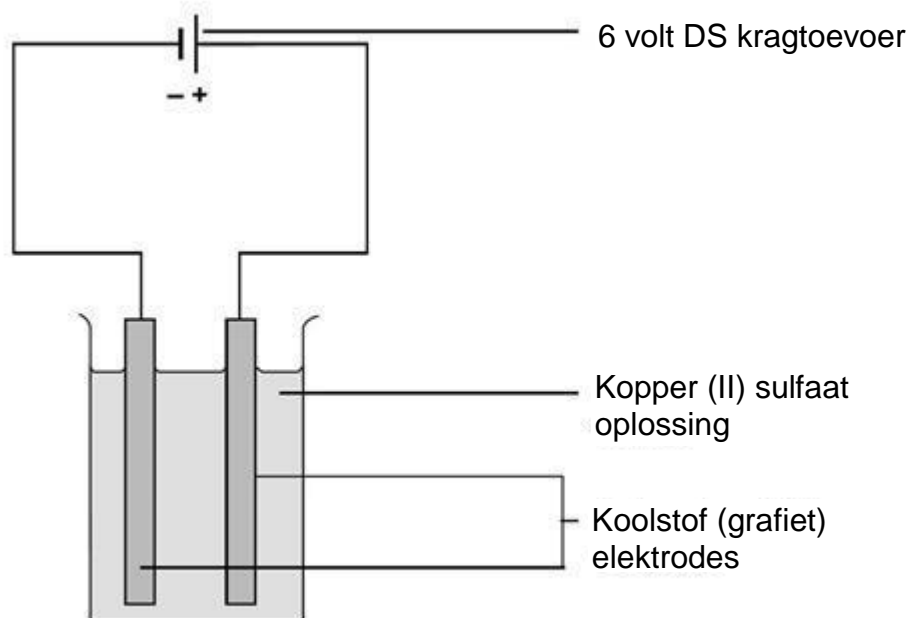 6 volt DS kragtoevoer
– +
Kopper (II) sulfaat
oplossing
Koolstof (grafiet)
elektrodes